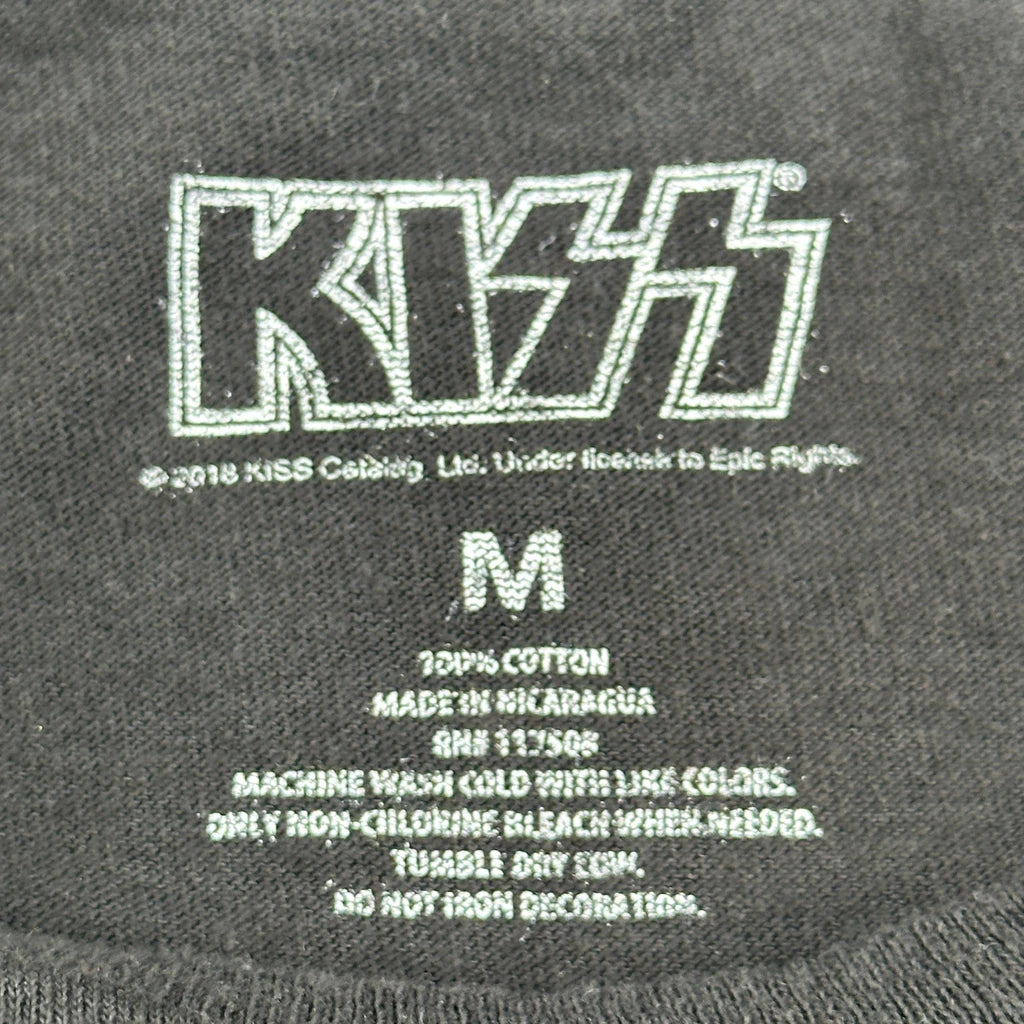 KISS®
© 2018 KISS Catalog, Ltd. Under license to Epic Rights.
M
100% COTTON
MADE IN NICARAGUA
RN#
MACHINE WASH COLD WITH LIKE COLORS.
ONLY NON-CHLORINE BLEACH WHEN NEEDED.
TUMBLE DRY LOW.
DO NOT IRON DECORATION.